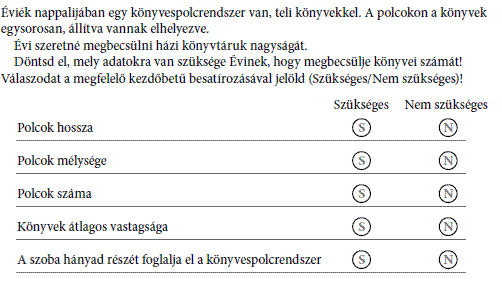 Éviék nappalijában egy könyvespolcrendszer van, teli könyvekkel. A polcokon a könyvek
egysorosan, állítva vannak elhelyezve.
Évi szeretné megbecsülni házi könyvtáruk nagyságát.
Döntsd el, mely adatokra van szüksége Évinek, hogy megbecsülje könyvei számát!
Válaszodat a megfelelő kezdőbetű besatírozásával jelöld (Szükséges/Nem szükséges)!
Szükséges Nem szükséges
Polcok hossza S N
Polcok mélysége S N
Polcok száma S N
Könyvek átlagos vastagsága S N
A szoba hányad részét foglalja el a könyvespolcrendszer S N